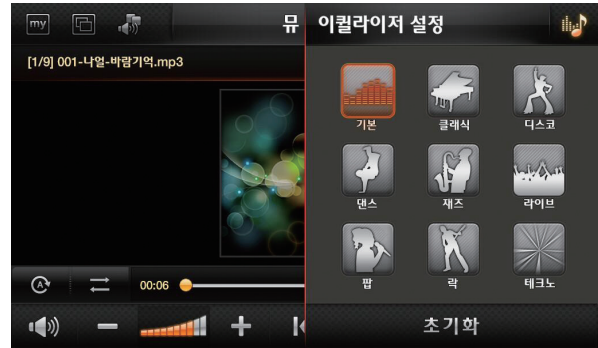 my
뮤
이퀄라이저 설정
[1/9] 001-나얼-바람기억.mp3
기본
클래식
디스코
댄스
재즈
라이브
팝
락
테크노
A
00:06
초기화